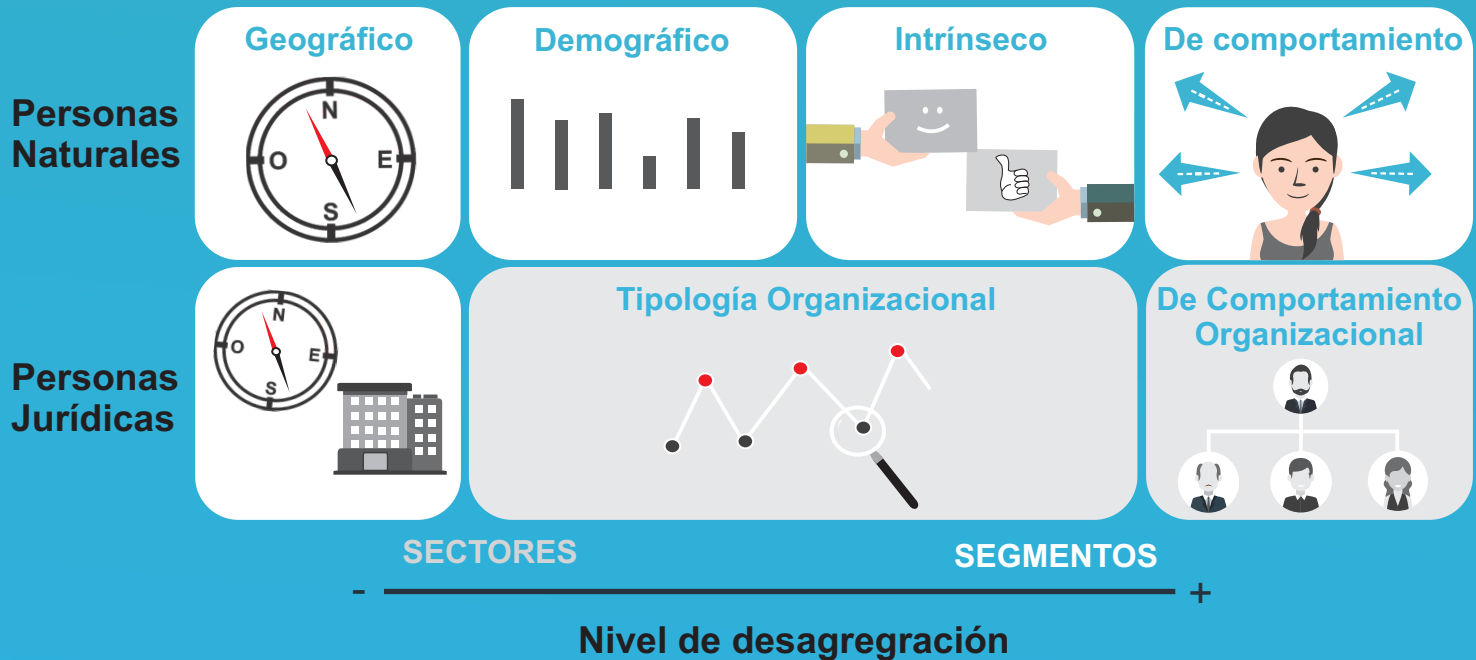 Geográfico
Demográfico
Intrínseco
De comportamiento
Personas
Naturales
N
O
E
S
Tipología Organizacional
De Comportamiento
Organizacional
Personas
Jurídicas
N
O
E
S
SECTORES
SEGMENTOS
- +
Nivel de desagregración